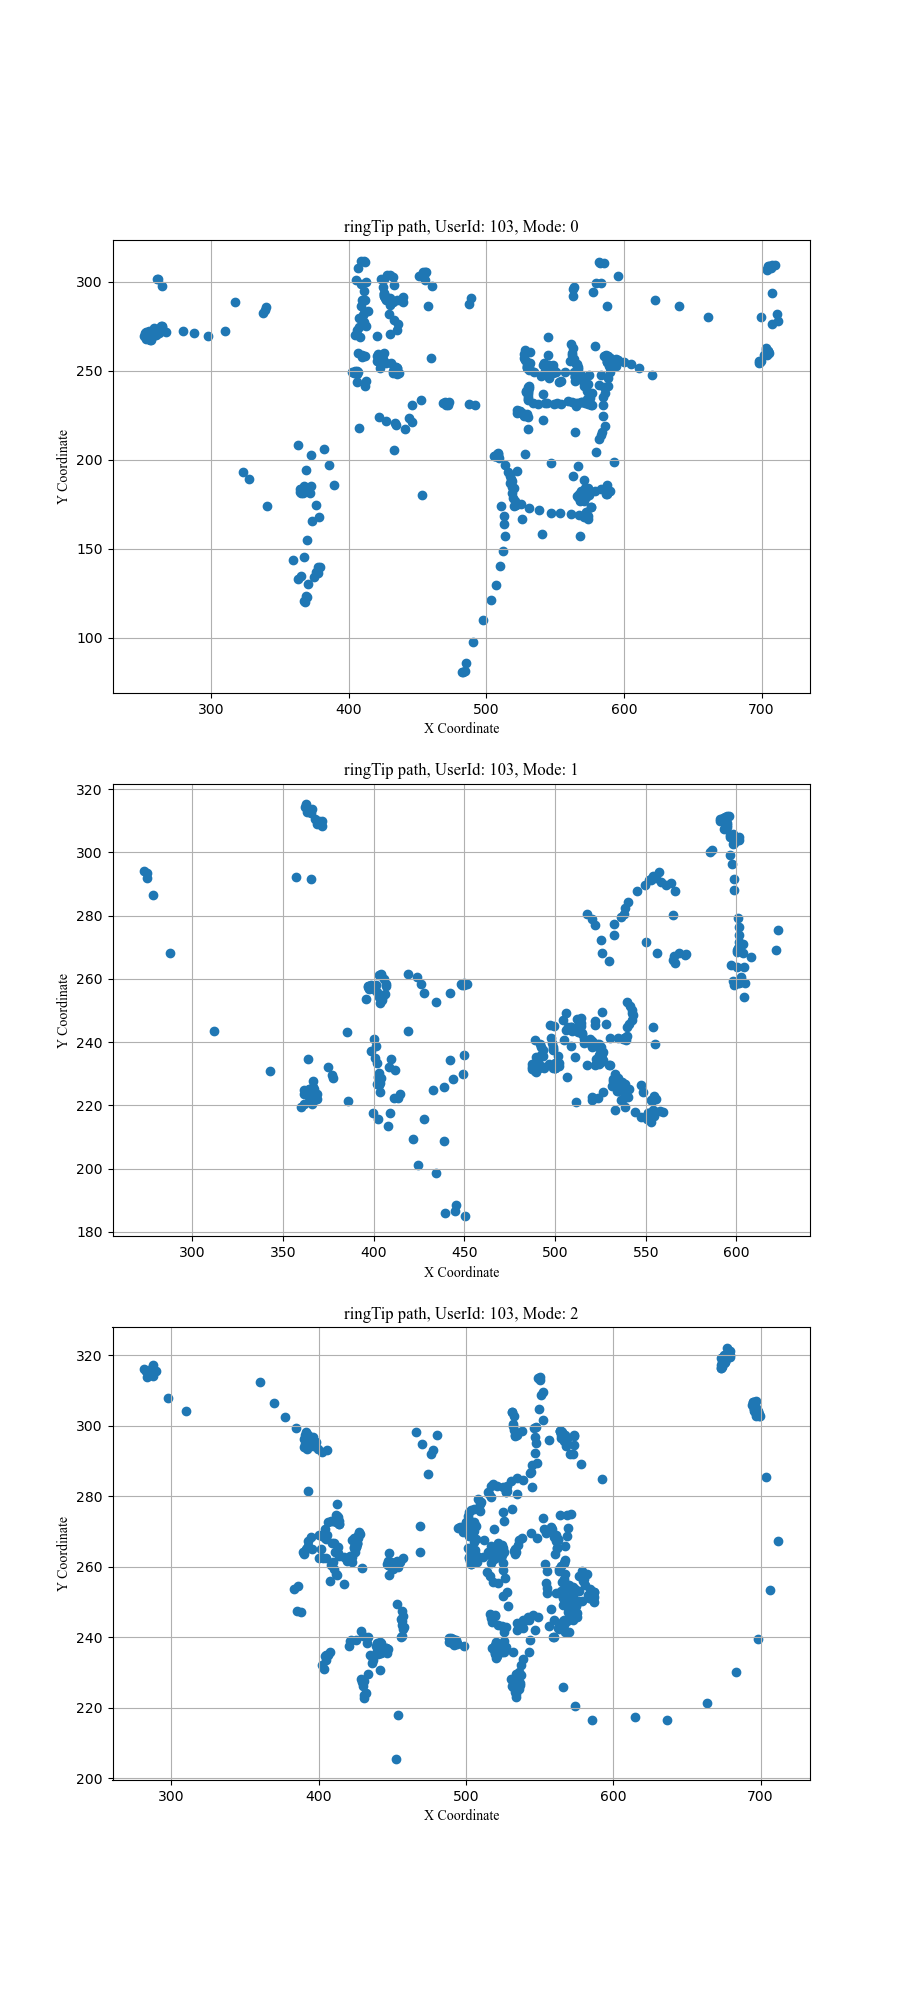 ringTip path, UserId: 103, Mode: 0
300
250
200
150
100
Y Coordinate
300 400 500 600 700
X Coordinate
ringTip path, UserId: 103, Mode: 1
320
300
280
260
240
220
200
180
Y Coordinate
300 350 400 450 500 550 600
X Coordinate
ringTip path, UserId: 103, Mode: 2
320
300
280
260
240
220
200
Y Coordinate
300 400 500 600 700
X Coordinate